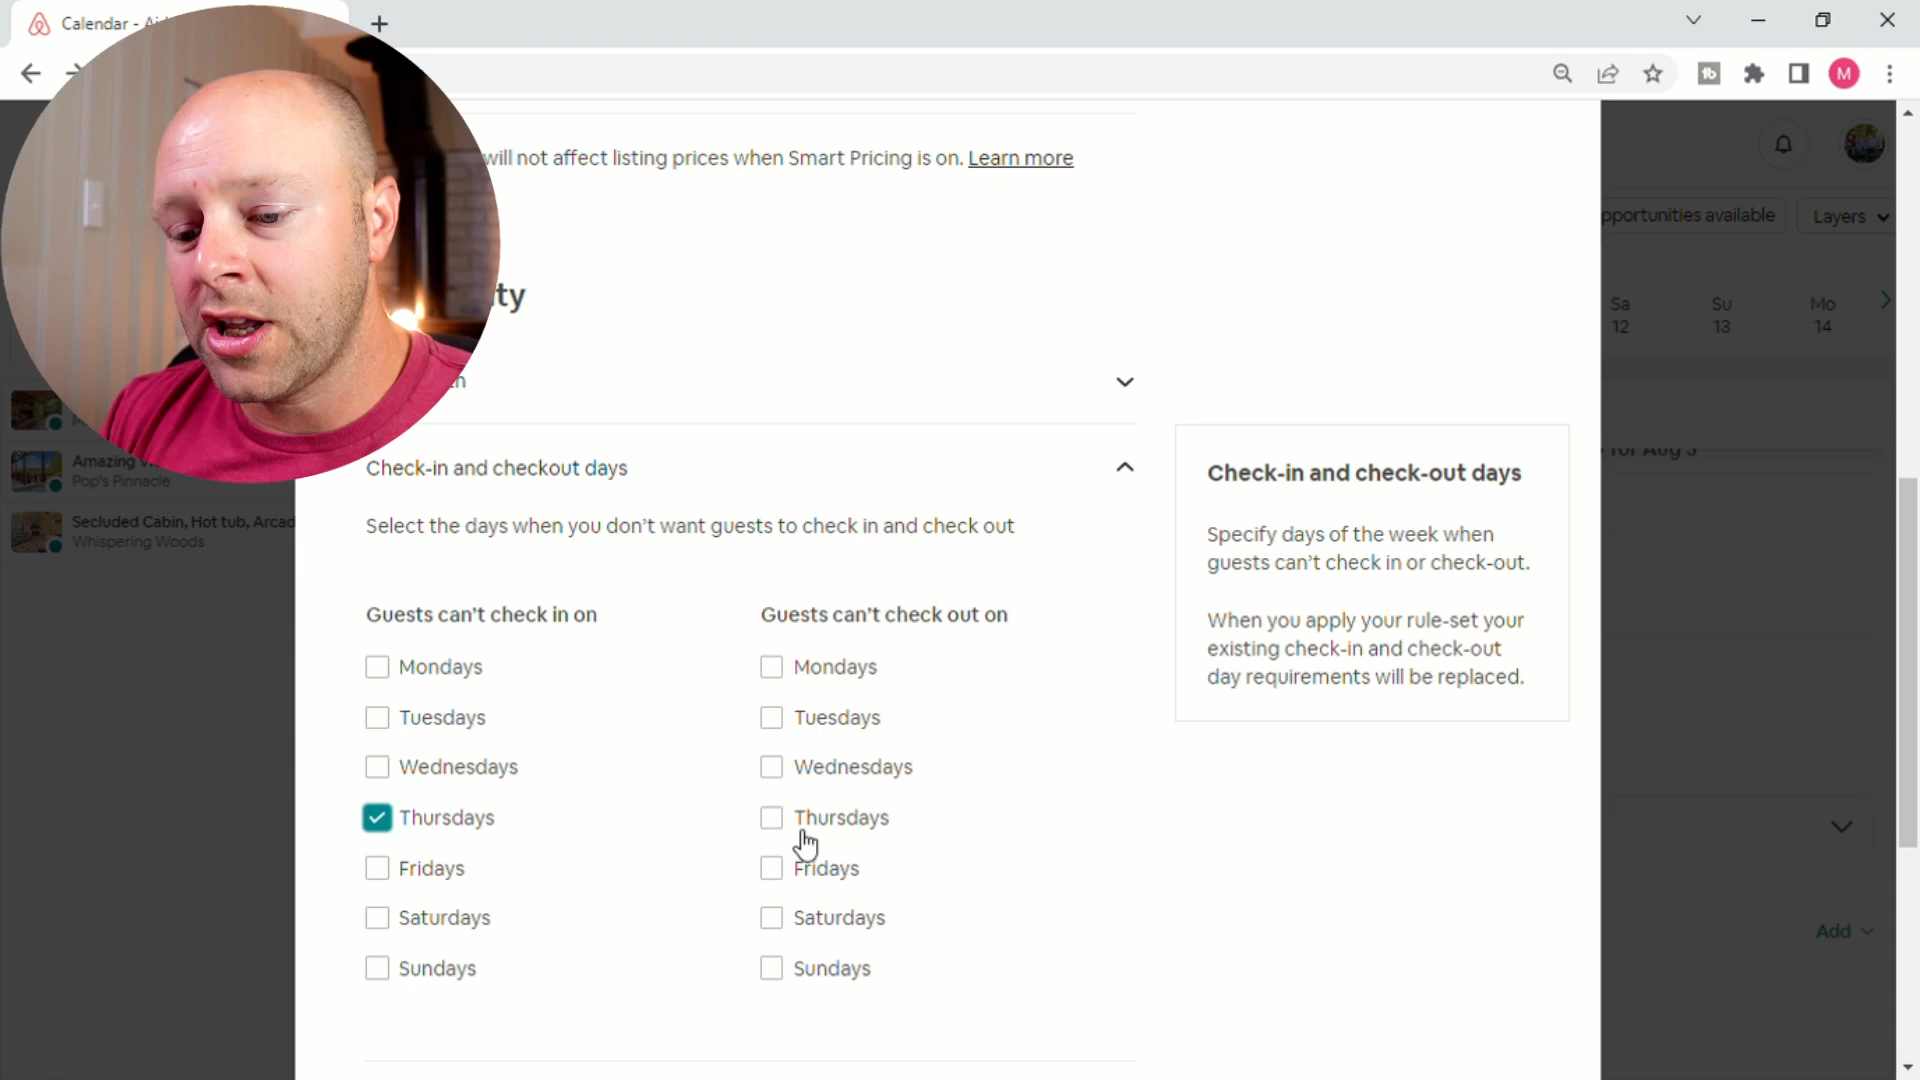 Calendar -
M
will not affect listing prices when Smart Pricing is on. Learn more
pportunities available
Layers
Sa
12
Su
13
Mo
14
ty
Amazing
Pop's Pinnacle
Secluded Cabin, Hot tub, Arcad
Whispering Woods
Check-in and checkout days
Select the days when you don't want guests to check in and check out
Guests can't check in on
Mondays
Tuesdays
Wednesdays
Thursdays
Fridays
Saturdays
Sundays
Guests can't check out on
Mondays
Tuesdays
Wednesdays
Thursdays
Fridays
Saturdays
Sundays
Check-in and check-out days
Specify days of the week when
guests can't check in or check-out.
When you apply your rule-set your
existing check-in and check-out
day requirements will be replaced.
Add